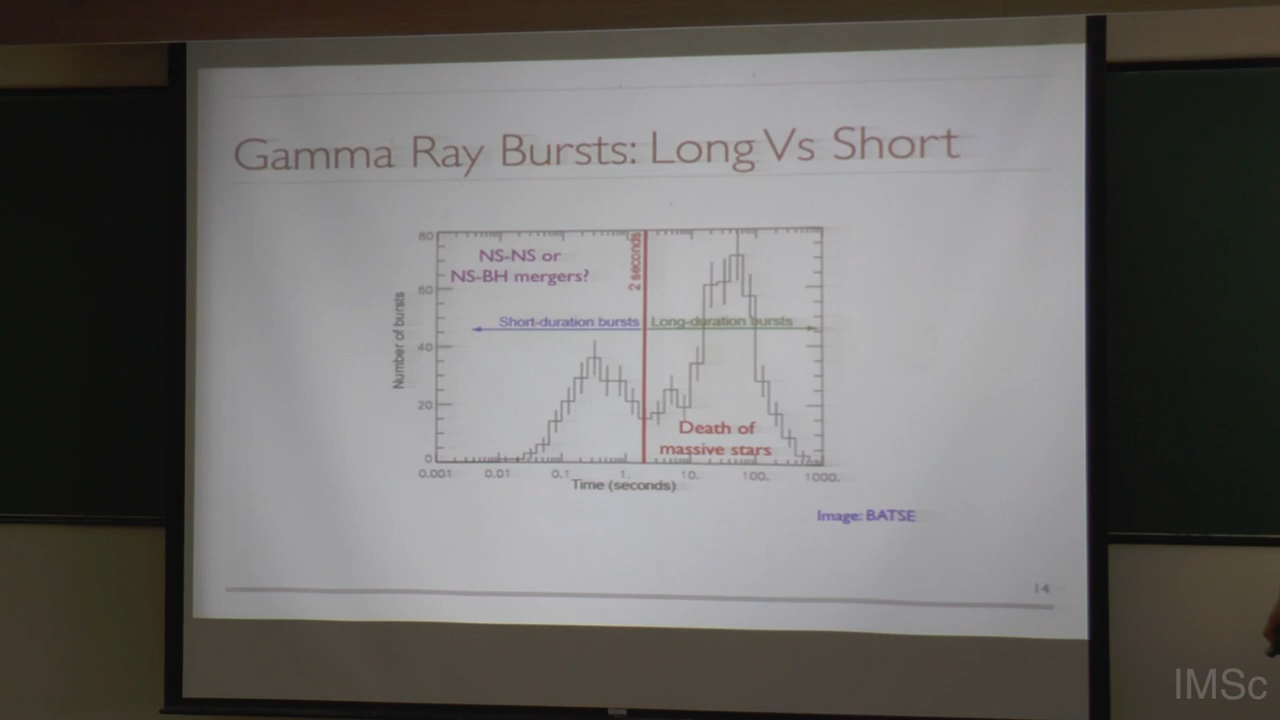 Gamma Ray Bursts: Long Vs Short
80
60
40
20
0
Number of bursts
NS-NS or
NS-BH mergers?
2 seconds
Short-duration bursts
Long-duration bursts
Death of
massive stars
0.001 0.01 0.1 1. 10. 100. 1000.
Time (seconds)
Image: BATSE
14
IMSc